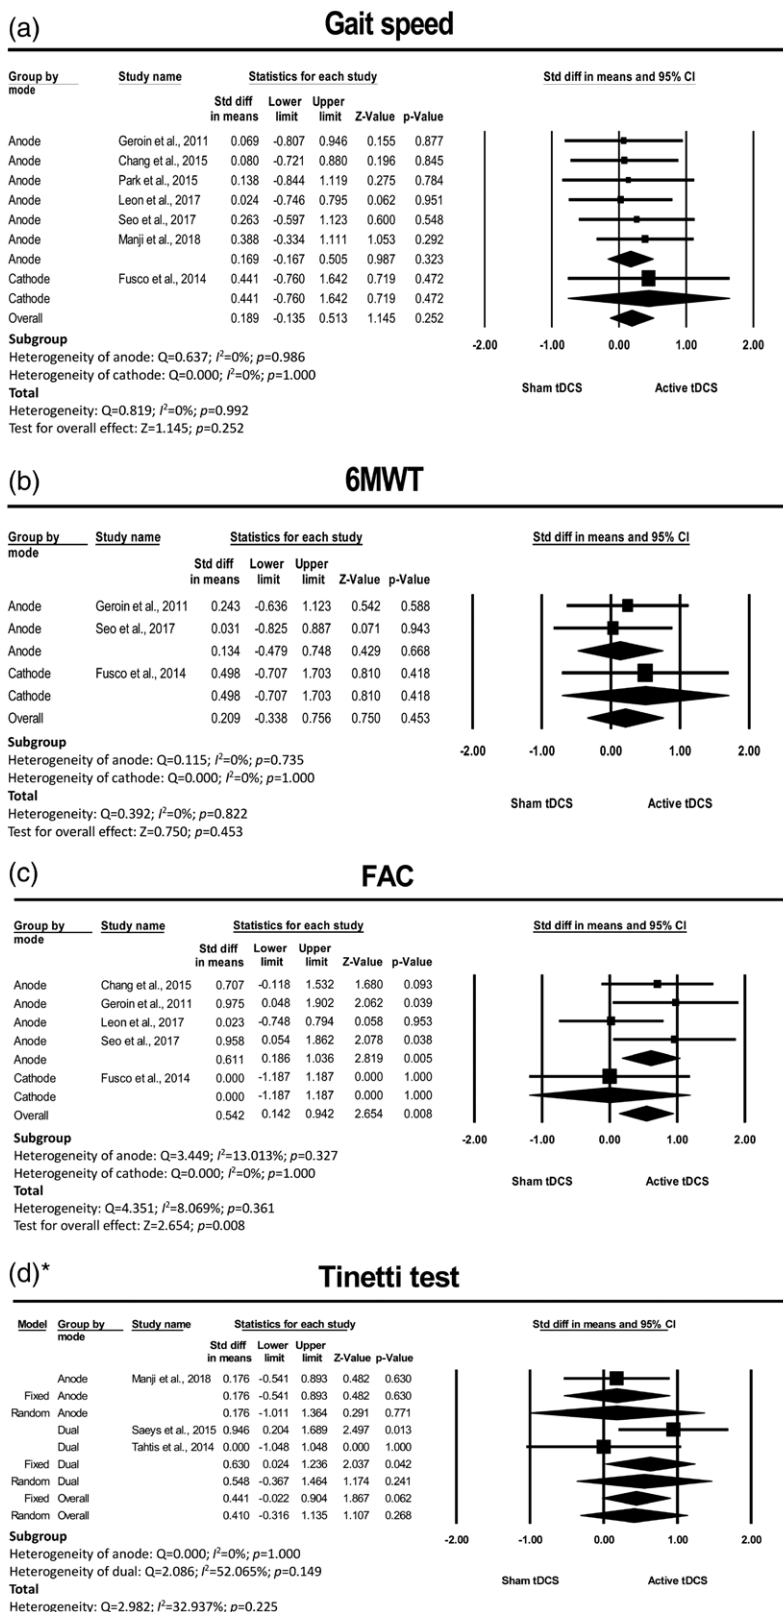 (a) Gait speed
Group by mode Study name Statistics for each study Std diff in means and 95% CI
Std diff in means Lower limit Upper limit Z-Value p-Value
Anode Geroin et al., 2011 0.069 -0.807 0.946 0.155 0.877
Anode Chang et al., 2015 0.080 -0.721 0.880 0.196 0.845
Anode Park et al., 2015 0.138 -0.844 1.119 0.275 0.784
Anode Leon et al., 2017 0.024 -0.746 0.795 0.062 0.951
Anode Seo et al., 2017 0.263 -0.597 1.123 0.600 0.548
Anode Manji et al., 2018 0.388 -0.334 1.111 1.053 0.292
Anode 0.169 -0.167 0.505 0.987 0.323
Cathode Fusco et al., 2014 0.441 -0.760 1.642 0.719 0.472
Cathode 0.441 -0.760 1.642 0.719 0.472
Overall 0.189 -0.135 0.513 1.145 0.252
-2.00 -1.00 0.00 1.00 2.00
Sham tDCS Active tDCS
Subgroup
Heterogeneity of anode: Q=0.637; I²=0%; p=0.986
Heterogeneity of cathode: Q=0.000; I²=0%; p=1.000
Total
Heterogeneity: Q=0.819; I²=0%; p=0.992
Test for overall effect: Z=1.145; p=0.252
(b) 6MWT
Group by mode Study name Statistics for each study Std diff in means and 95% CI
Std diff in means Lower limit Upper limit Z-Value p-Value
Anode Geroin et al., 2011 0.243 -0.636 1.123 0.542 0.588
Anode Seo et al., 2017 0.031 -0.825 0.887 0.071 0.943
Anode 0.134 -0.479 0.748 0.429 0.668
Cathode Fusco et al., 2014 0.498 -0.707 1.703 0.810 0.418
Cathode 0.498 -0.707 1.703 0.810 0.418
Overall 0.209 -0.338 0.756 0.750 0.453
-2.00 -1.00 0.00 1.00 2.00
Sham tDCS Active tDCS
Subgroup
Heterogeneity of anode: Q=0.115; I²=0%; p=0.735
Heterogeneity of cathode: Q=0.000; I²=0%; p=1.000
Total
Heterogeneity: Q=0.392; I²=0%; p=0.822
Test for overall effect: Z=0.750; p=0.453
(c) FAC
Group by mode Study name Statistics for each study Std diff in means and 95% CI
Std diff in means Lower limit Upper limit Z-Value p-Value
Anode Chang et al., 2015 0.707 -0.118 1.532 1.680 0.093
Anode Geroin et al., 2011 0.975 0.048 1.902 2.062 0.039
Anode Leon et al., 2017 0.023 -0.748 0.794 0.058 0.953
Anode Seo et al., 2017 0.958 0.054 1.862 2.078 0.038
Anode 0.611 0.186 1.036 2.819 0.005
Cathode Fusco et al., 2014 0.000 -1.187 1.187 0.000 1.000
Cathode 0.000 -1.187 1.187 0.000 1.000
Overall 0.542 0.142 0.942 2.654 0.008
-2.00 -1.00 0.00 1.00 2.00
Sham tDCS Active tDCS
Subgroup
Heterogeneity of anode: Q=3.449; I²=13.013%; p=0.327
Heterogeneity of cathode: Q=0.000; I²=0%; p=1.000
Total
Heterogeneity: Q=4.351; I²=8.069%; p=0.361
Test for overall effect: Z=2.654; p=0.008
(d)* Tinetti test
Model Group by mode Study name Statistics for each study Std diff in means and 95% CI
Std diff in means Lower limit Upper limit Z-Value p-Value
Anode Manji et al., 2018 0.176 -0.541 0.893 0.482 0.630
Fixed Anode 0.176 -0.541 0.893 0.482 0.630
Random Anode 0.176 -1.011 1.364 0.291 0.771
Dual Saeys et al., 2015 0.946 0.204 1.689 2.497 0.013
Dual Tahtis et al., 2014 0.000 -1.048 1.048 0.000 1.000
Fixed Dual 0.630 0.024 1.236 2.037 0.042
Random Dual 0.548 -0.367 1.464 1.174 0.241
Fixed Overall 0.441 -0.022 0.904 1.867 0.062
Random Overall 0.410 -0.316 1.135 1.107 0.268
-2.00 -1.00 0.00 1.00 2.00
Sham tDCS Active tDCS
Subgroup
Heterogeneity of anode: Q=0.000; I²=0%; p=1.000
Heterogeneity of dual: Q=2.086; I²=52.065%; p=0.149
Total
Heterogeneity: Q=2.982; I²=32.937%; p=0.225